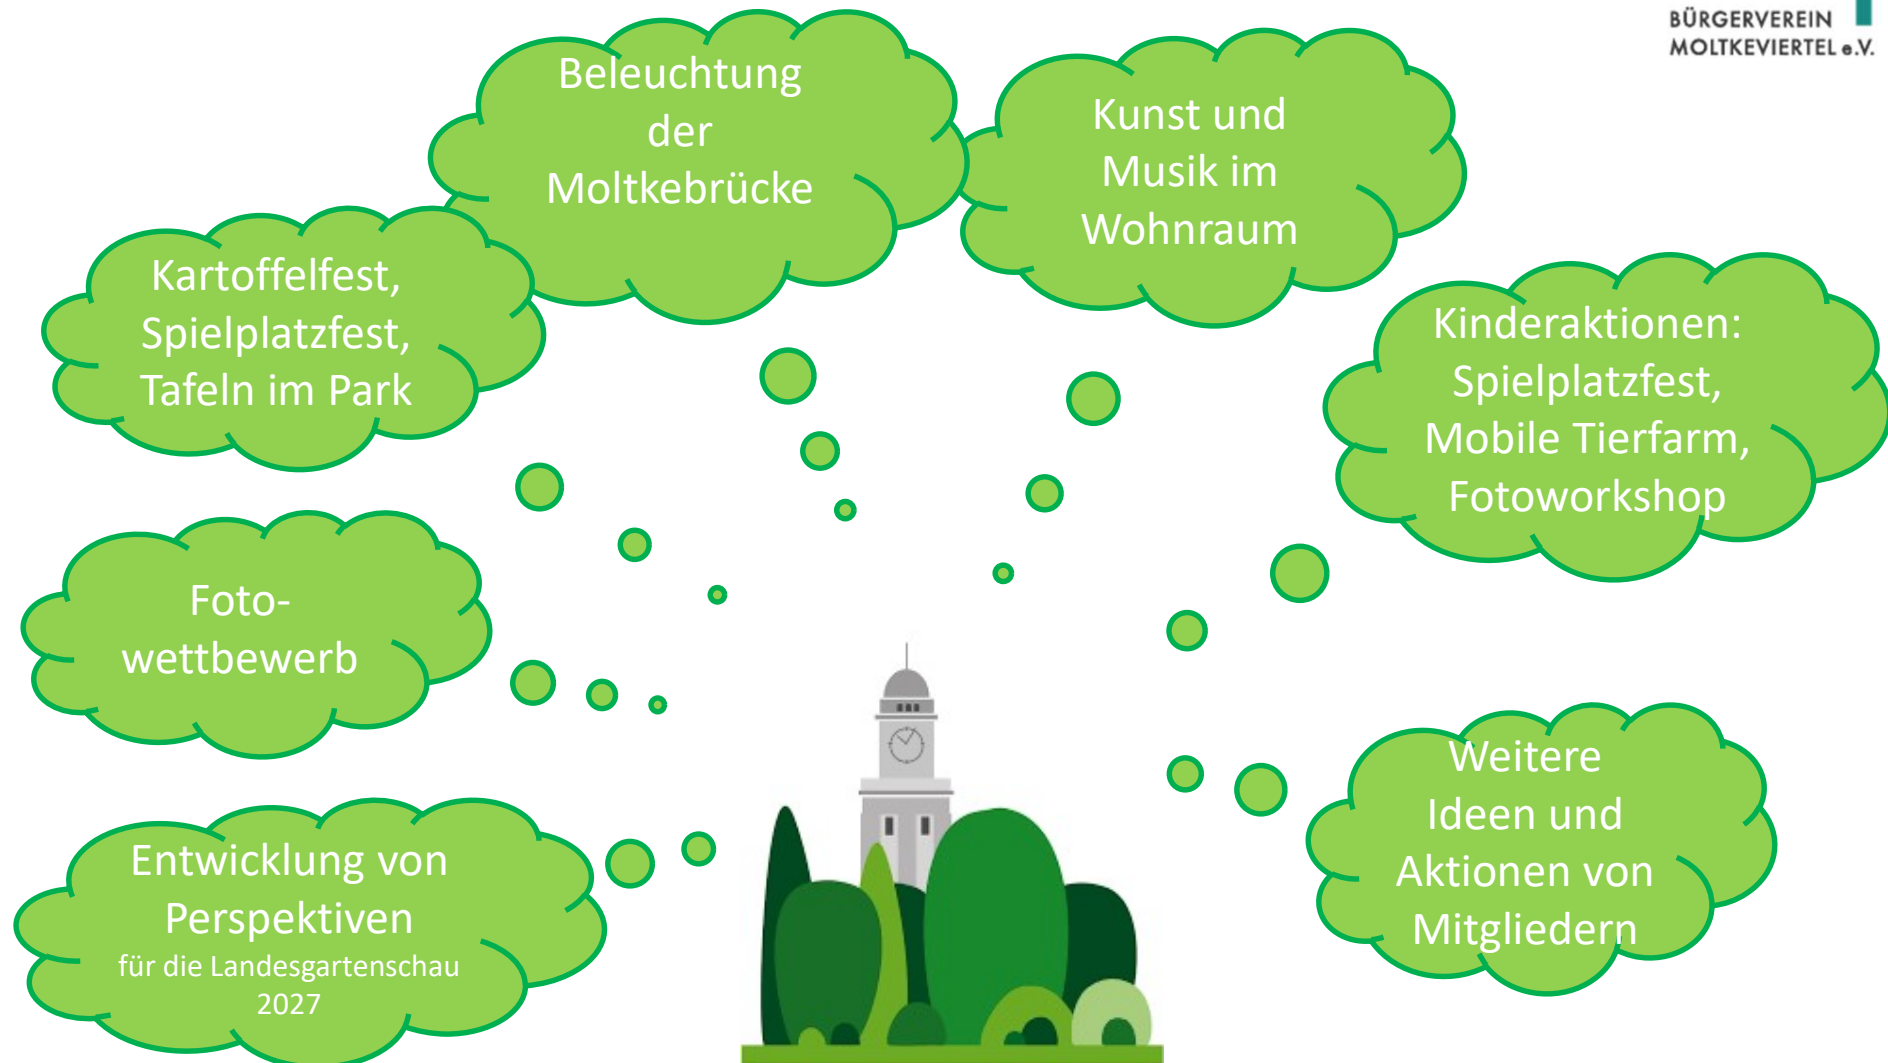 BÜRGERVEREIN
MOLTKEVIERTEL e.V.
Beleuchtung
der
Moltkebrücke
Kunst und
Musik im
Wohnraum
Kartoffelfest,
Spielplatzfest,
Tafeln im Park
Kinderaktionen:
Spielplatzfest,
Mobile Tierfarm,
Fotoworkshop
Foto-
wettbewerb
Weitere
Ideen und
Aktionen von
Mitgliedern
Entwicklung von
Perspektiven
für die Landesgartenschau
2027